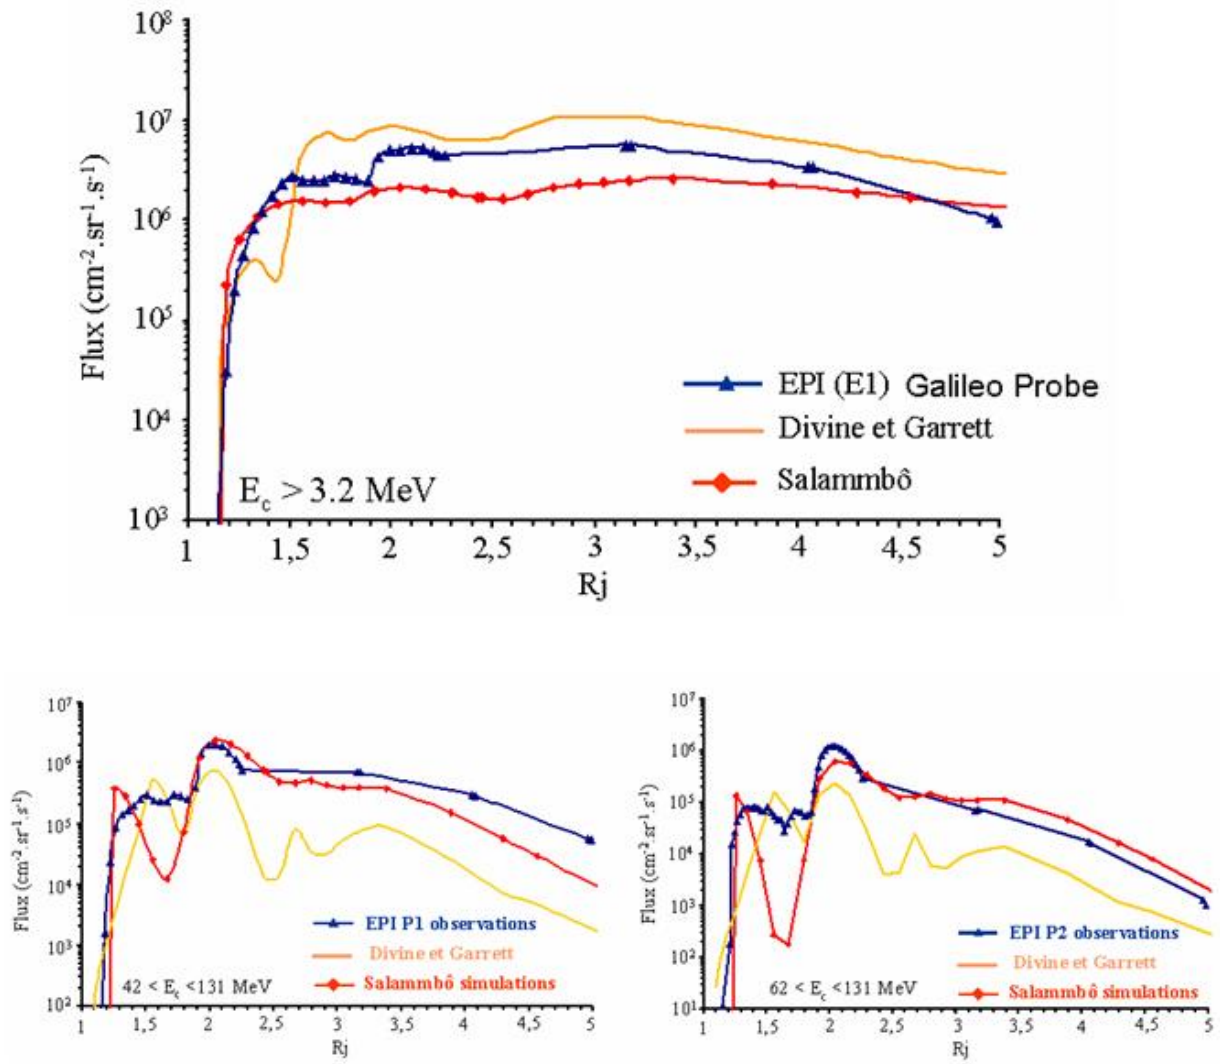 10⁸
10⁷
10⁶
10⁵
10⁴
10³
Flux (cm⁻².sr⁻¹.s⁻¹)
EPI (E1) Galileo Probe
Divine et Garrett
Salammbô
E_c > 3.2 MeV
1 1,5 2 2,5 3 3,5 4 4,5 5
Rj
10⁷
10⁶
10⁵
10⁴
10³
10²
Flux (cm⁻².sr⁻¹.s⁻¹)
EPI P1 observations
Divine et Garrett
Salammbô simulations
42 < E_c <131 MeV
1 1,5 2 2,5 3 3,5 4 4,5 5
Rj
10⁷
10⁶
10⁵
10⁴
10³
10²
10¹
Flux (cm⁻².sr⁻¹.s⁻¹)
EPI P2 observations
Divine et Garrett
Salammbô simulations
62 < E_c <131 MeV
1 1,5 2 2,5 3 3,5 4 4,5 5
Rj